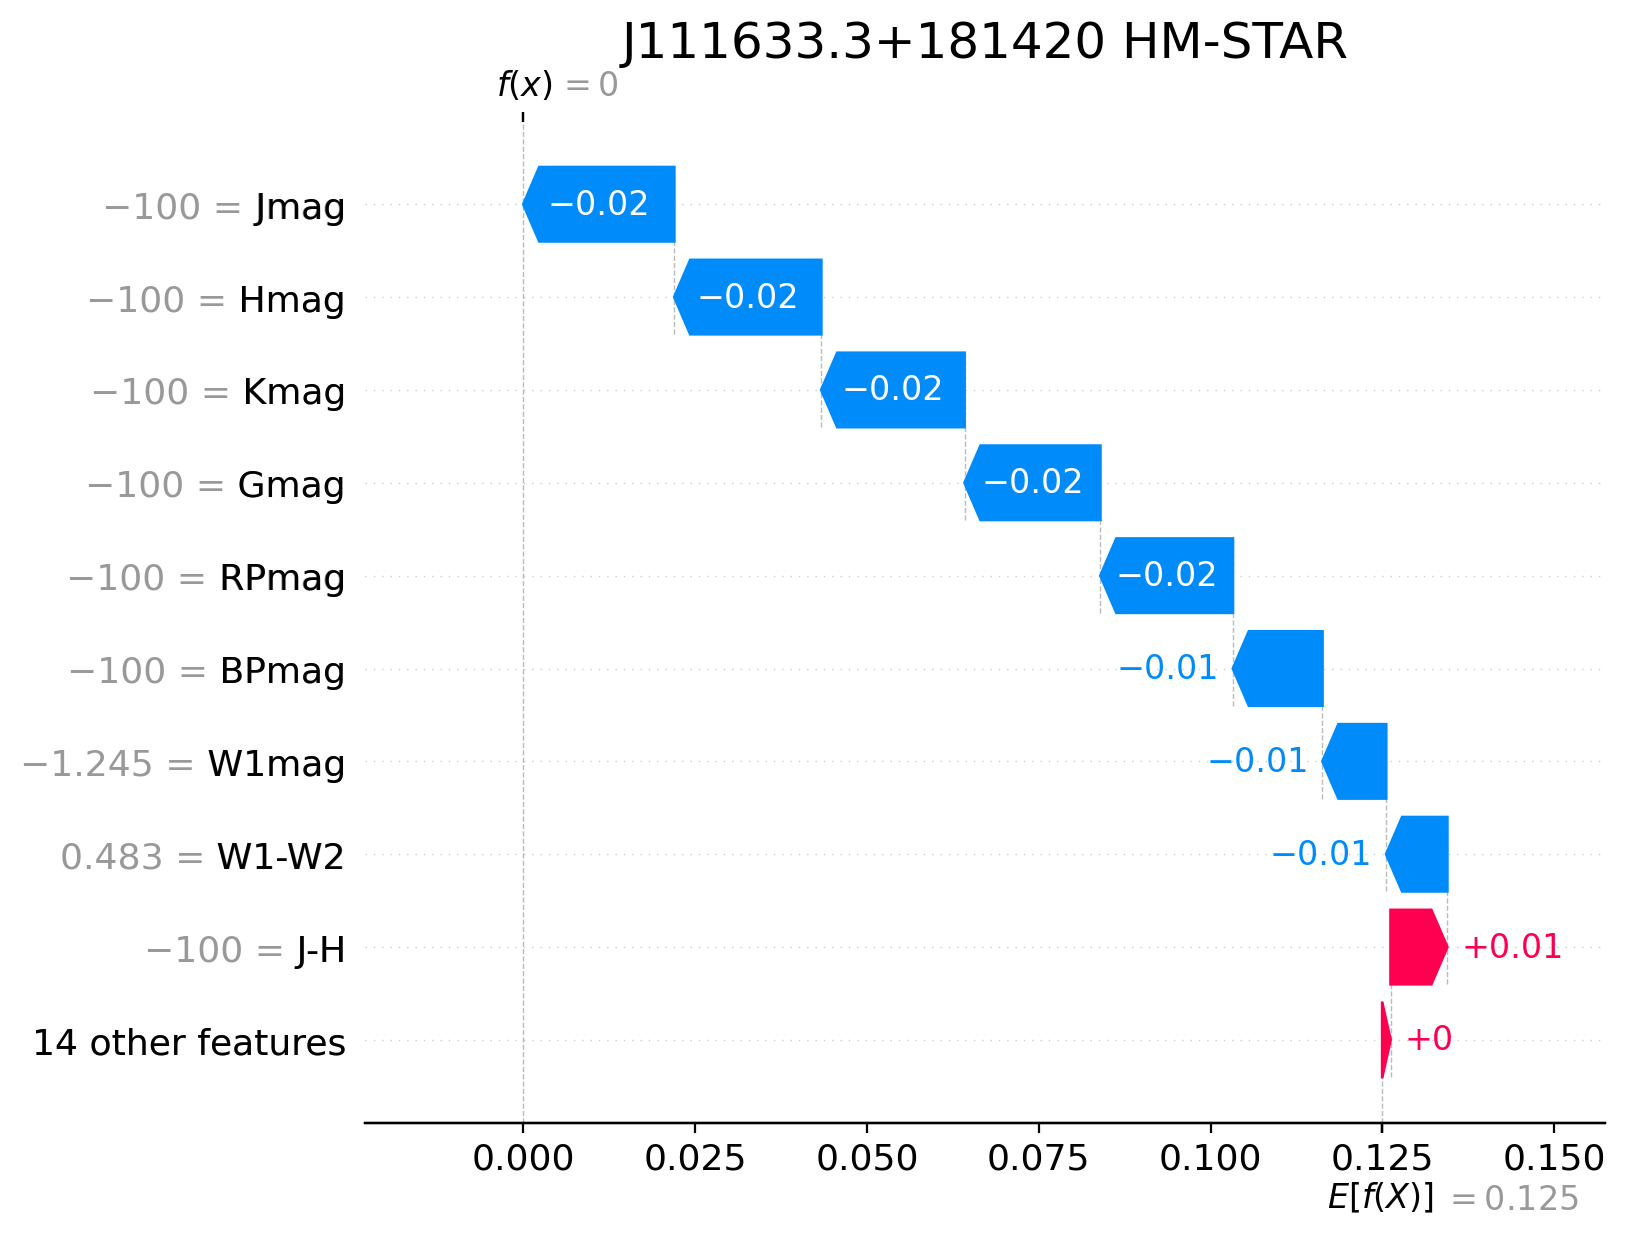 J111633.3+181420 HM-STAR
f(x) = 0
−100 = Jmag
−0.02
−100 = Hmag
−0.02
−100 = Kmag
−0.02
−100 = Gmag
−0.02
−100 = RPmag
−0.02
−100 = BPmag
−0.01
−1.245 = W1mag
−0.01
0.483 = W1-W2
−0.01
−100 = J-H
+0.01
14 other features
+0
0.000 0.025 0.050 0.075 0.100 0.125 0.150
E[f(X)] = 0.125